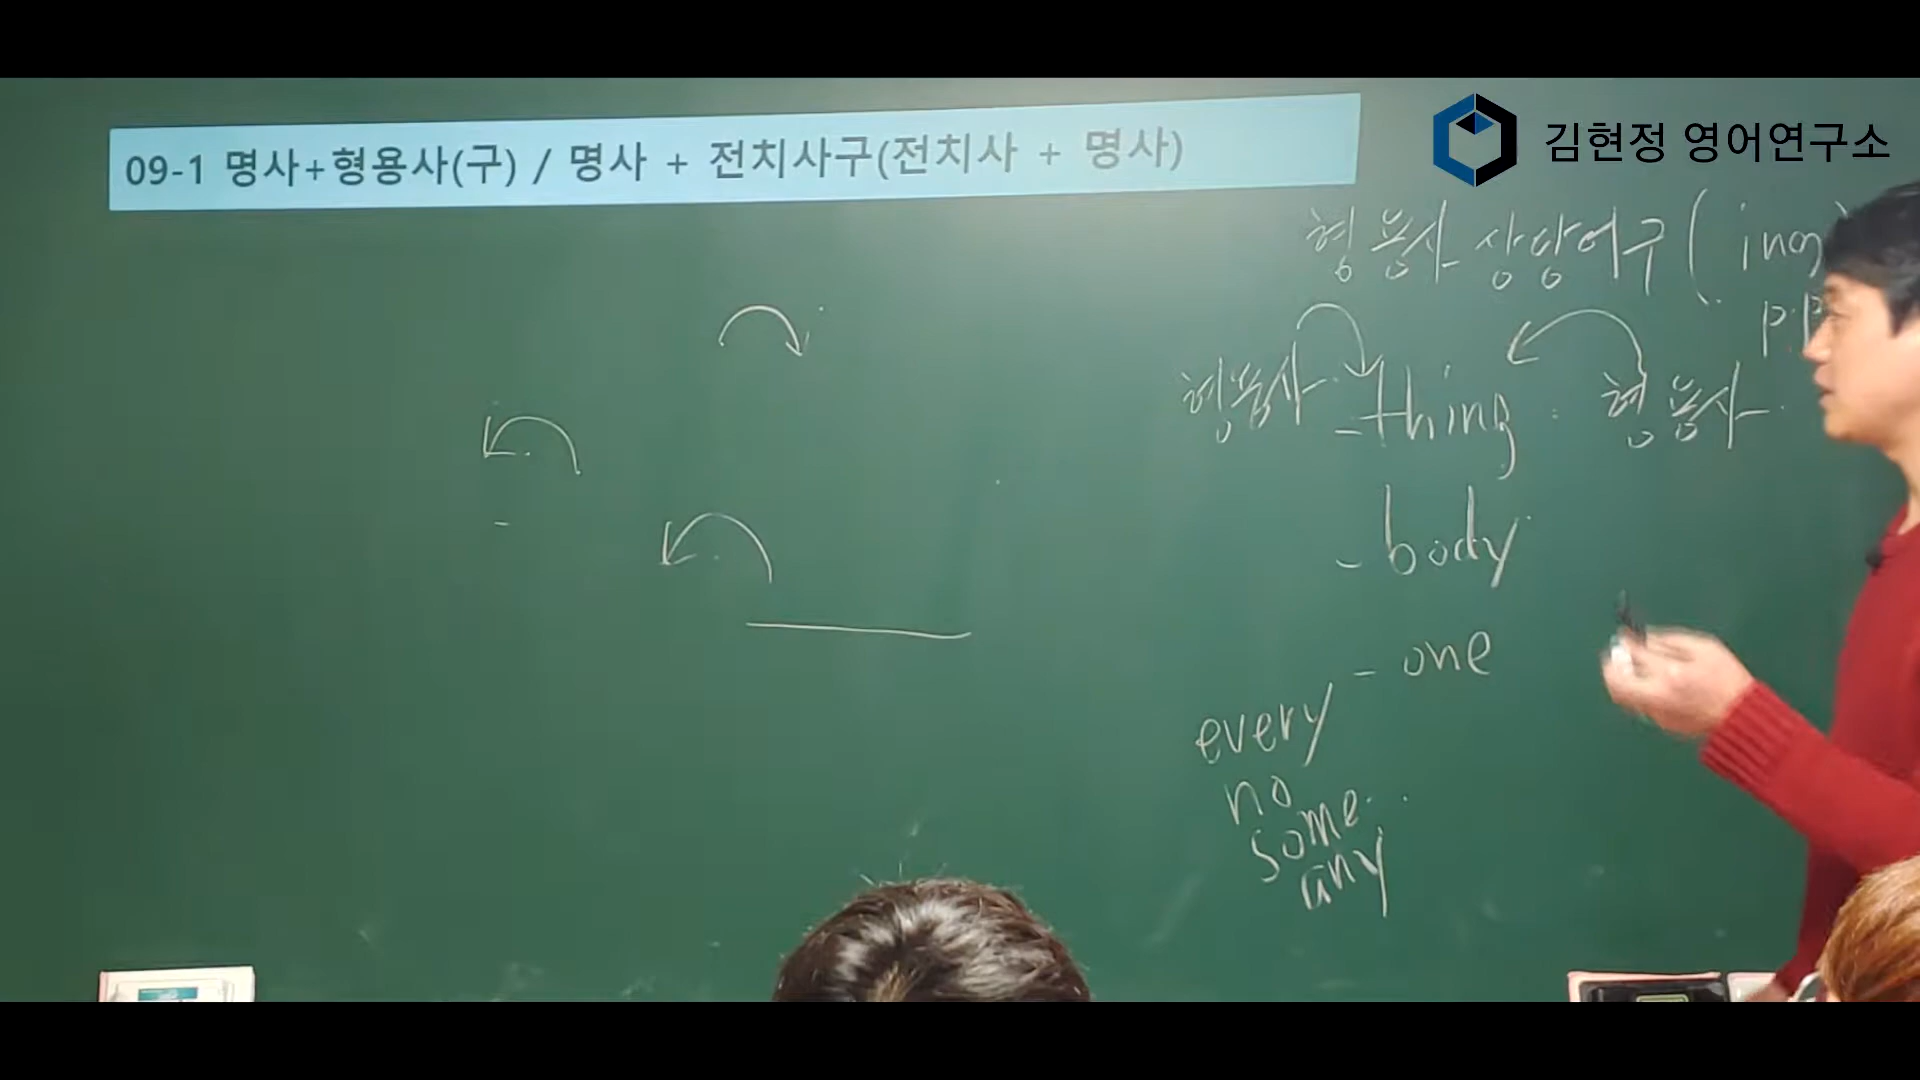 09-1 명사+형용사(구) / 명사 + 전치사구(전치사 + 명사)
김현정 영어연구소
형용사 상당어구 ( ing
p.p
형용사 -thing 형용사
-body
-one
every
no
some
any